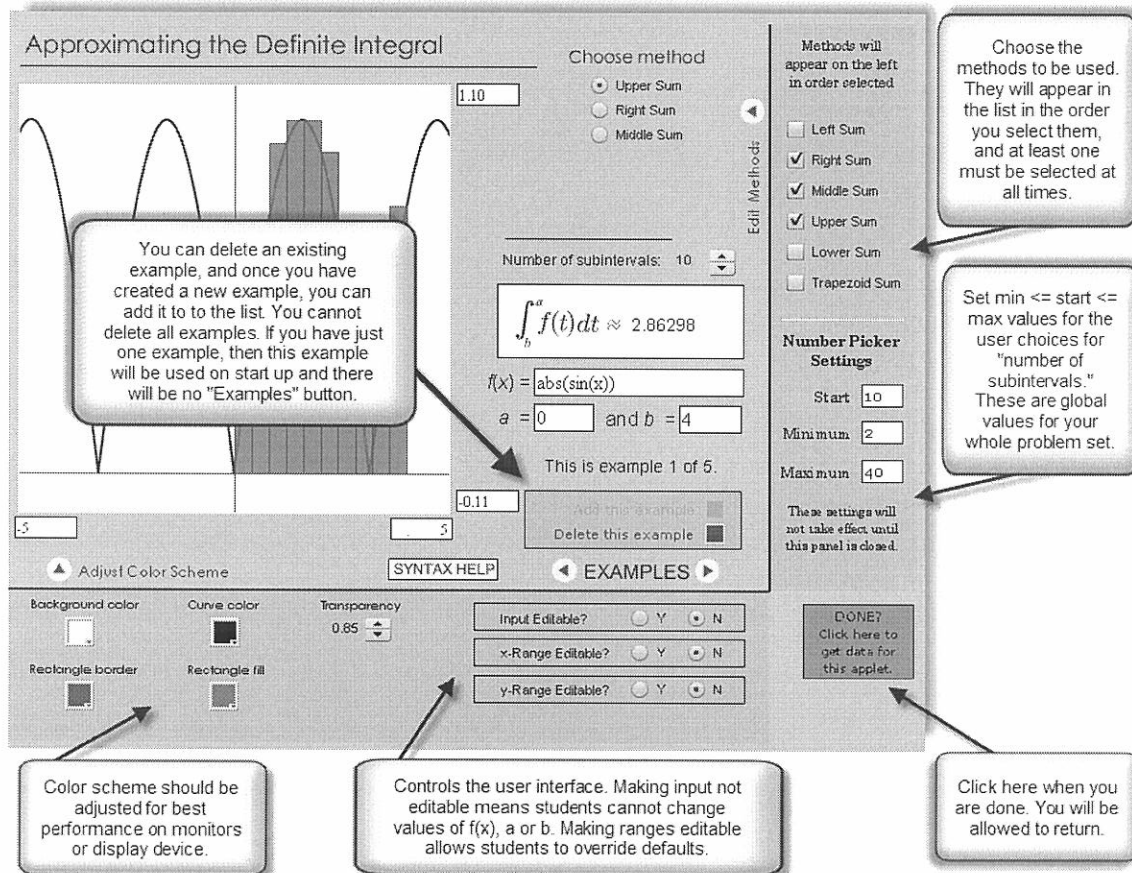 Approximating the Definite Integral
1.10
-0.11
-5
5
Adjust Color Scheme
SYNTAX HELP
Choose method
Upper Sum
Right Sum
Middle Sum
Edit Methods
Number of subintervals: 10
∫_b^a f(t)dt ≈ 2.86298
f(x) = abs(sin(x))
a = 0 and b = 4
This is example 1 of 5.
Add this example
Delete this example
EXAMPLES
Methods will
appear on the left
in order selected
Left Sum
Right Sum
Middle Sum
Upper Sum
Lower Sum
Trapezoid Sum
Number Picker
Settings
Start 10
Minimum 2
Maximum 40
These settings will
not take effect until
this panel is closed.
Choose the
methods to be used.
They will appear in
the list in the order
you select them,
and at least one
must be selected at
all times.
You can delete an existing
example, and once you have
created a new example, you can
add it to to the list. You cannot
delete all examples. If you have just
one example, then this example
will be used on start up and there
will be no "Examples" button.
Set min <= start <=
max values for the
user choices for
"number of
subintervals."
These are global
values for your
whole problem set.
Background color
Curve color
Transparency
0.85
Rectangle border
Rectangle fill
Input Editable? Y N
x-Range Editable? Y N
y-Range Editable? Y N
DONE?
Click here to
get data for
this applet.
Color scheme should be
adjusted for best
performance on monitors
or display device.
Controls the user interface. Making input not
editable means students cannot change
values of f(x), a or b. Making ranges editable
allows students to override defaults.
Click here when you
are done. You will be
allowed to return.